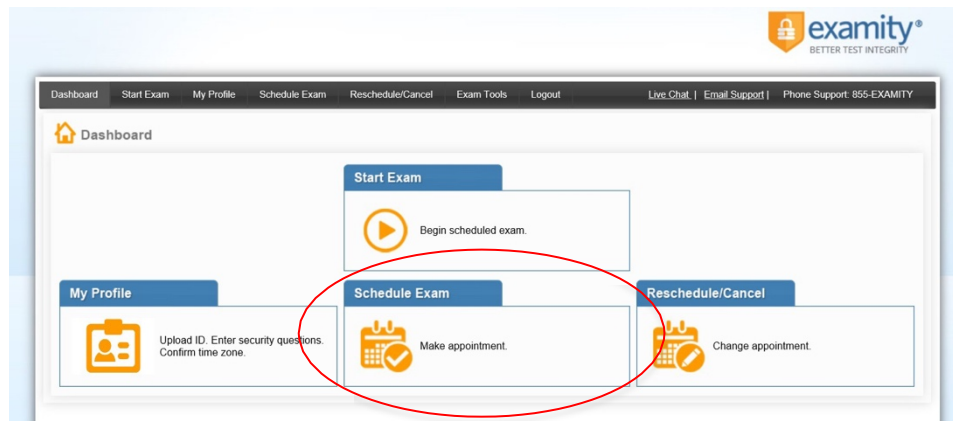 examity®
BETTER TEST INTEGRITY
Dashboard Start Exam My Profile Schedule Exam Reschedule/Cancel Exam Tools Logout Live Chat | Email Support | Phone Support: 855-EXAMITY
Dashboard
Start Exam
Begin scheduled exam.
My Profile
Upload ID. Enter security questions.
Confirm time zone.
Schedule Exam
Make appointment.
Reschedule/Cancel
Change appointment.